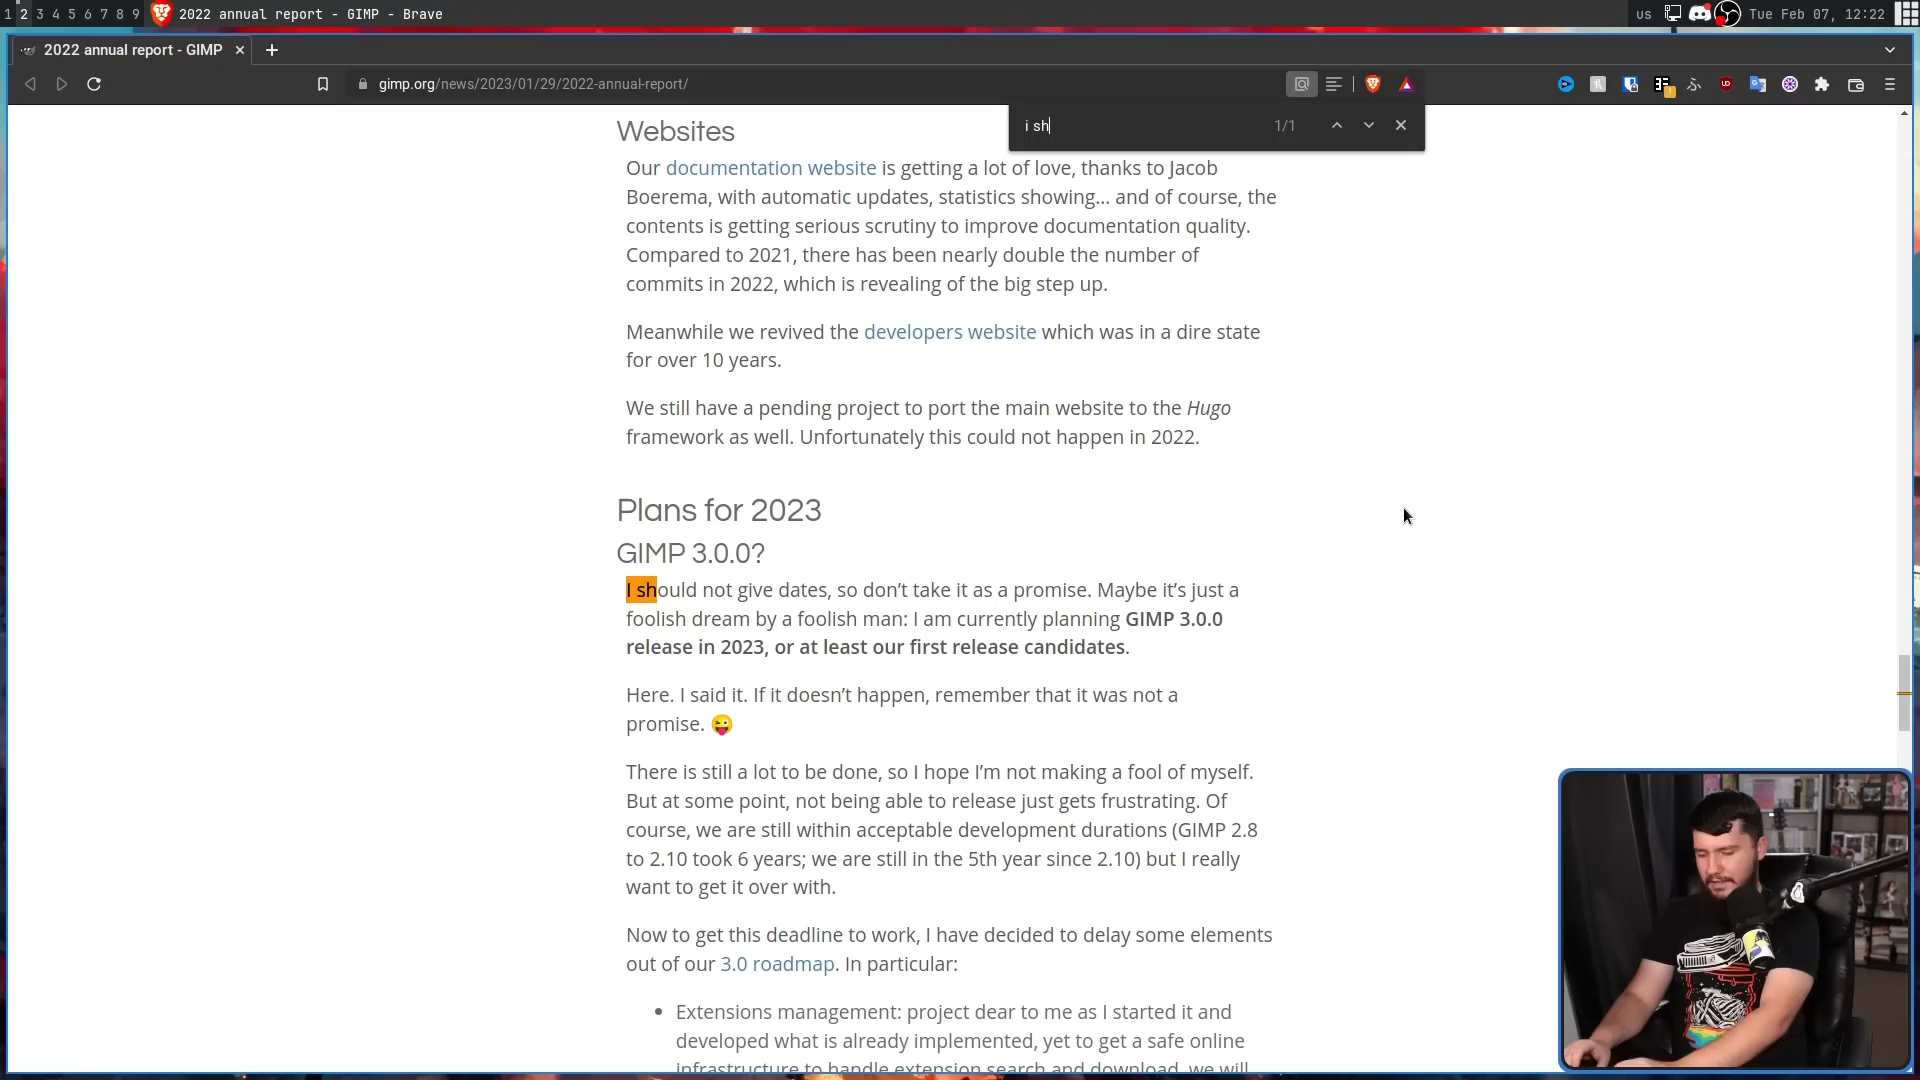 1 2 3 4 5 6 7 8 9 2022 annual report - GIMP - Brave
us Tue Feb 07, 12:22
2022 annual report - GIMP
gimp.org/news/2023/01/29/2022-annual-report/
i sh 1/1
Websites
Our documentation website is getting a lot of love, thanks to Jacob
Boerema, with automatic updates, statistics showing… and of course, the
contents is getting serious scrutiny to improve documentation quality.
Compared to 2021, there has been nearly double the number of
commits in 2022, which is revealing of the big step up.
Meanwhile we revived the developers website which was in a dire state
for over 10 years.
We still have a pending project to port the main website to the Hugo
framework as well. Unfortunately this could not happen in 2022.
Plans for 2023
GIMP 3.0.0?
I should not give dates, so don’t take it as a promise. Maybe it’s just a
foolish dream by a foolish man: I am currently planning GIMP 3.0.0
release in 2023, or at least our first release candidates.
Here. I said it. If it doesn’t happen, remember that it was not a
promise. 😜
There is still a lot to be done, so I hope I’m not making a fool of myself.
But at some point, not being able to release just gets frustrating. Of
course, we are still within acceptable development durations (GIMP 2.8
to 2.10 took 6 years; we are still in the 5th year since 2.10) but I really
want to get it over with.
Now to get this deadline to work, I have decided to delay some elements
out of our 3.0 roadmap. In particular:
• Extensions management: project dear to me as I started it and
developed what is already implemented, yet to get a safe online
infrastructure to handle extension search and download, we will